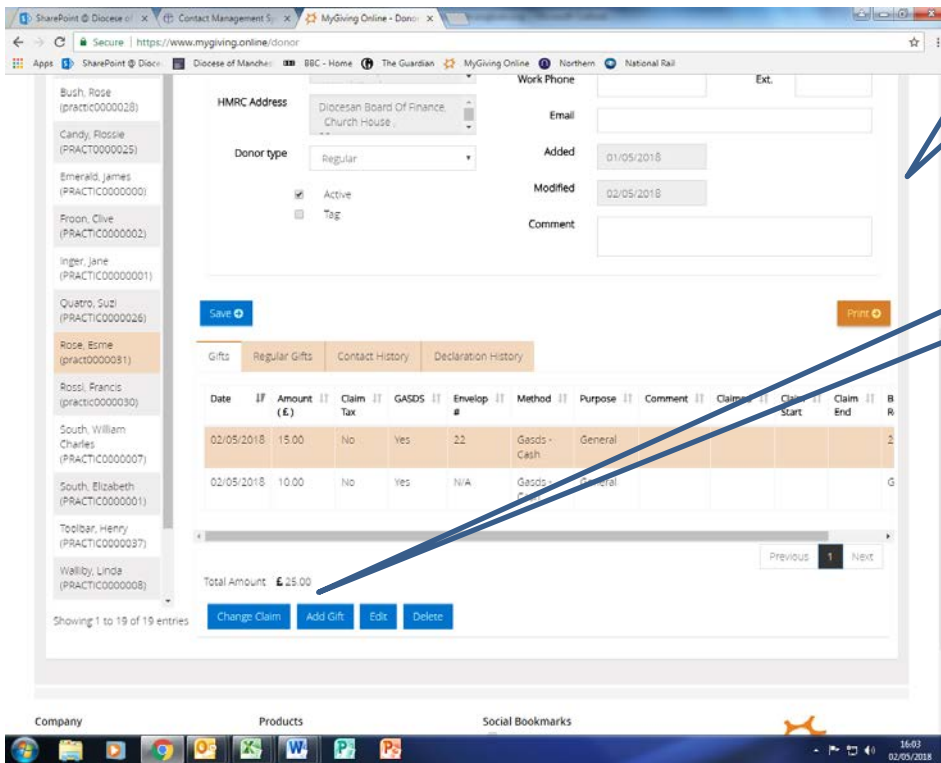 SharePoint @ Diocese of
Contact Management Sy
MyGiving Online - Dono
Secure | https://www.mygiving.online/donor
Apps SharePoint @ Dioce Diocese of Manches BBC - Home The Guardian MyGiving Online Northern National Rail
Bush, Rose
(practic0000028)
Candy, Flossie
(PRACT0000025)
Emerald, James
(PRACTIC0000000)
Froon, Clive
(PRACTIC0000002)
Inger, Jane
(PRACTIC00000001)
Quatro, Suzi
(PRACTIC0000026)
Rose, Esme
(pract0000031)
Rossi, Francis
(practic0000030)
South, William
Charles
(PRACTIC0000007)
South, Elizabeth
(PRACTIC0000001)
Toolbar, Henry
(PRACTIC0000037)
Walliby, Linda
(PRACTIC0000008)
Showing 1 to 19 of 19 entries
HMRC Address
Diocesan Board Of Finance,
Church House ,
Donor type Regular
Active
Tag
Work Phone Ext.
Email
Added 01/05/2018
Modified 02/05/2018
Comment
Save
Print
Gifts Regular Gifts Contact History Declaration History
Date Amount (£) Claim Tax GASDS Envelop # Method Purpose Comment Claimed Claim Start Claim End
02/05/2018 15.00 No Yes 22 Gasds - Cash General 2
02/05/2018 10.00 No Yes N/A Gasds - Cash General G
Previous 1 Next
Total Amount £ 25.00
Change Claim Add Gift Edit Delete
Company Products Social Bookmarks
16:03
02/05/2018